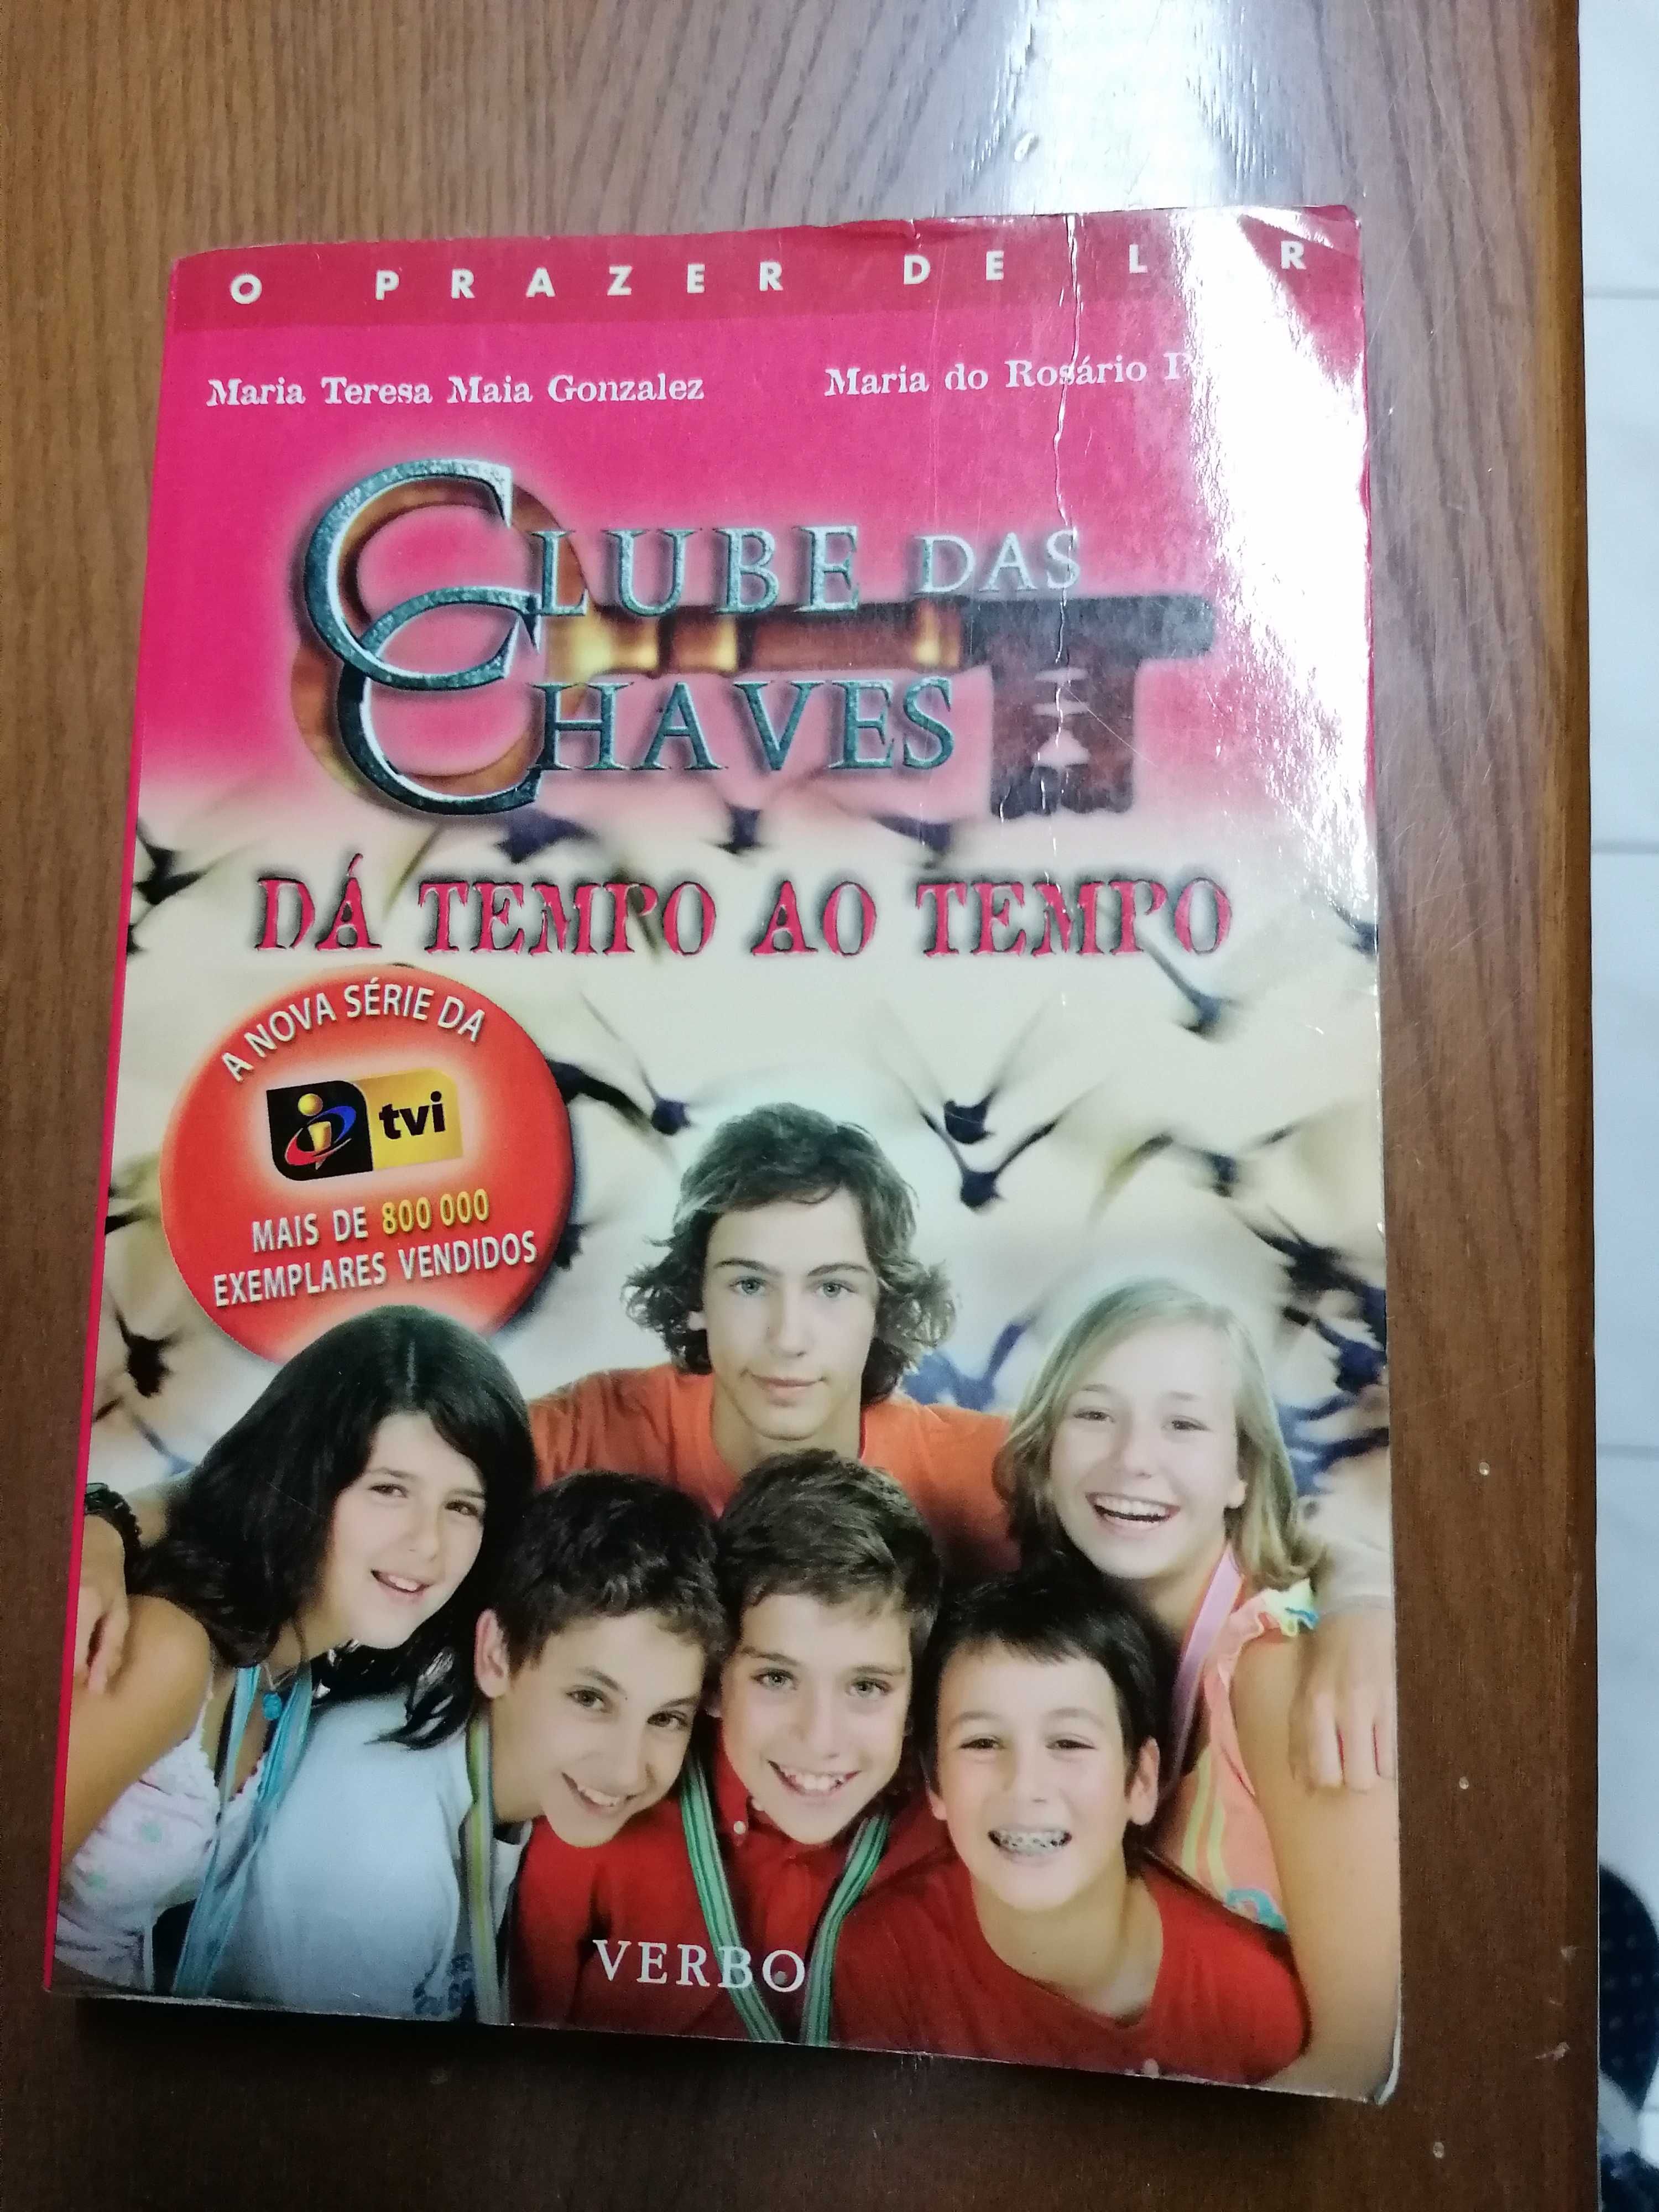 O PRAZER DE L R
Maria Teresa Maia Gonzalez Maria do Rosário
CLUBE DAS
CHAVES
DÁ TEMPO AO TEMPO
A NOVA SÉRIE DA
tvi
MAIS DE 800 000
EXEMPLARES VENDIDOS
VERBO